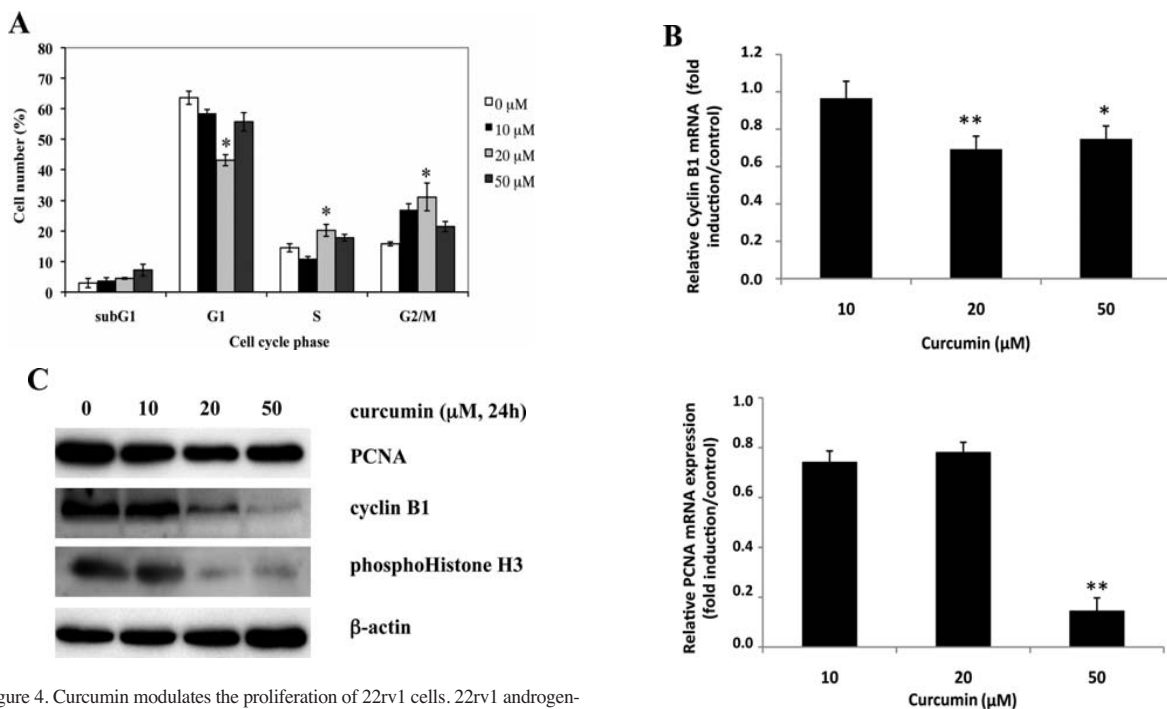 A
80
70
60
50
40
30
20
10
0
Cell number (%)
*
*
*
subG1
G1
S
G2/M
Cell cycle phase
0 µM
10 µM
20 µM
50 µM
B
Relative Cyclin B1 mRNA (fold
induction/control)
1.2
1.0
0.8
0.6
0.4
0.2
0.0
**
*
10
20
50
Curcumin (µM)
C
0 10 20 50 curcumin (µM, 24h)
PCNA
cyclin B1
phosphoHistone H3
β-actin
Relative PCNA mRNA expression
(fold induction/control)
1.0
0.8
0.6
0.4
0.2
0.0
**
10
20
50
Curcumin (µM)
gure 4. Curcumin modulates the proliferation of 22rv1 cells. 22rv1 androgen-